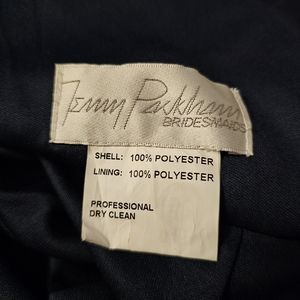 Jenny Packham
BRIDESMAIDS
SHELL: 100% POLYESTER
LINING: 100% POLYESTER
PROFESSIONAL
DRY CLEAN